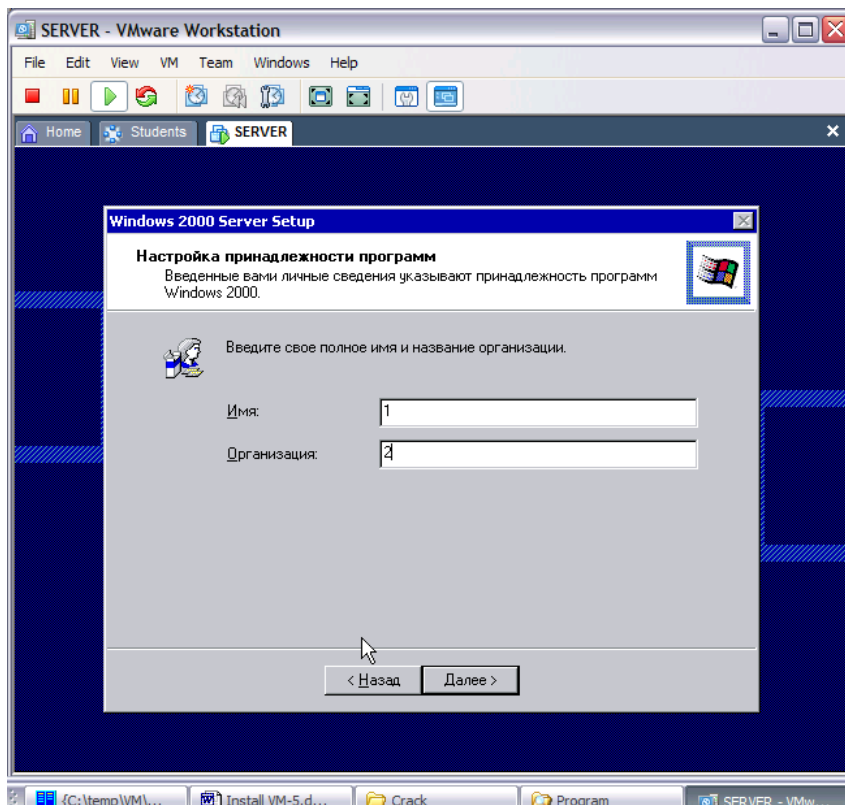 SERVER - VMware Workstation
File Edit View VM Team Windows Help
Home Students SERVER
Windows 2000 Server Setup
Настройка принадлежности программ
Введенные вами личные сведения указывают принадлежность программ
Windows 2000.
Введите свое полное имя и название организации.
Имя: 1
Организация: 2
< Назад Далее >
{C:\temp\VM\... Install VM-5.d... Crack Program SERVER - VMw...